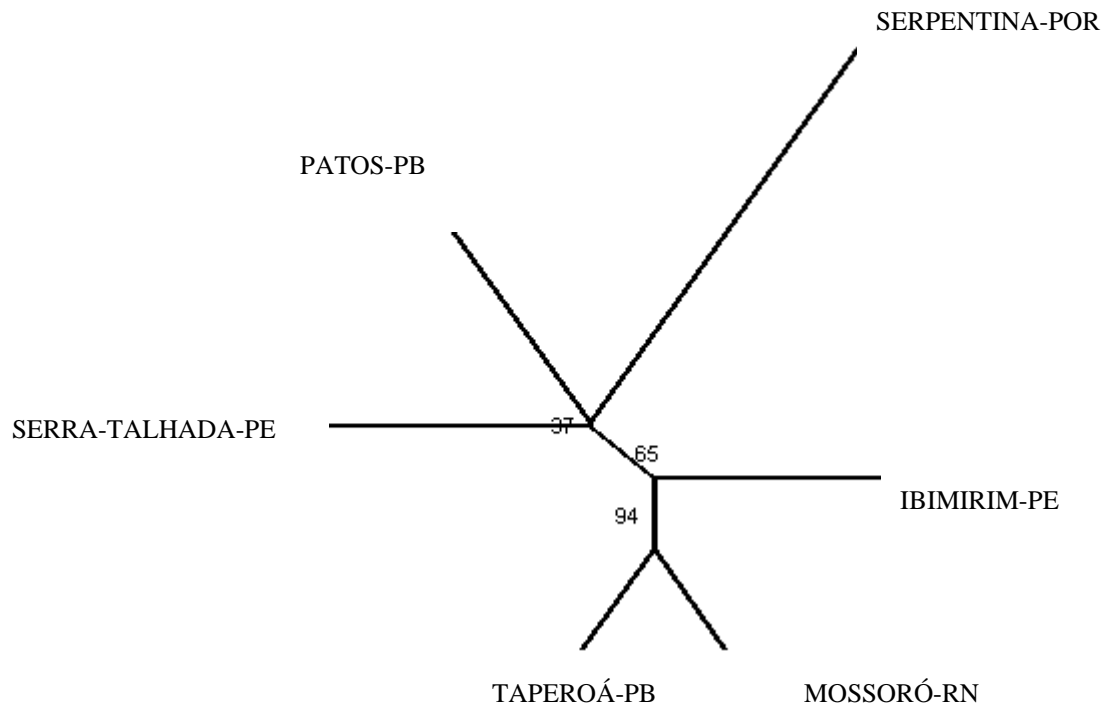 SERPENTINA-POR
PATOS-PB
SERRA-TALHADA-PE
37
65
IBIMIRIM-PE
94
TAPEROÁ-PB
MOSSORÓ-RN